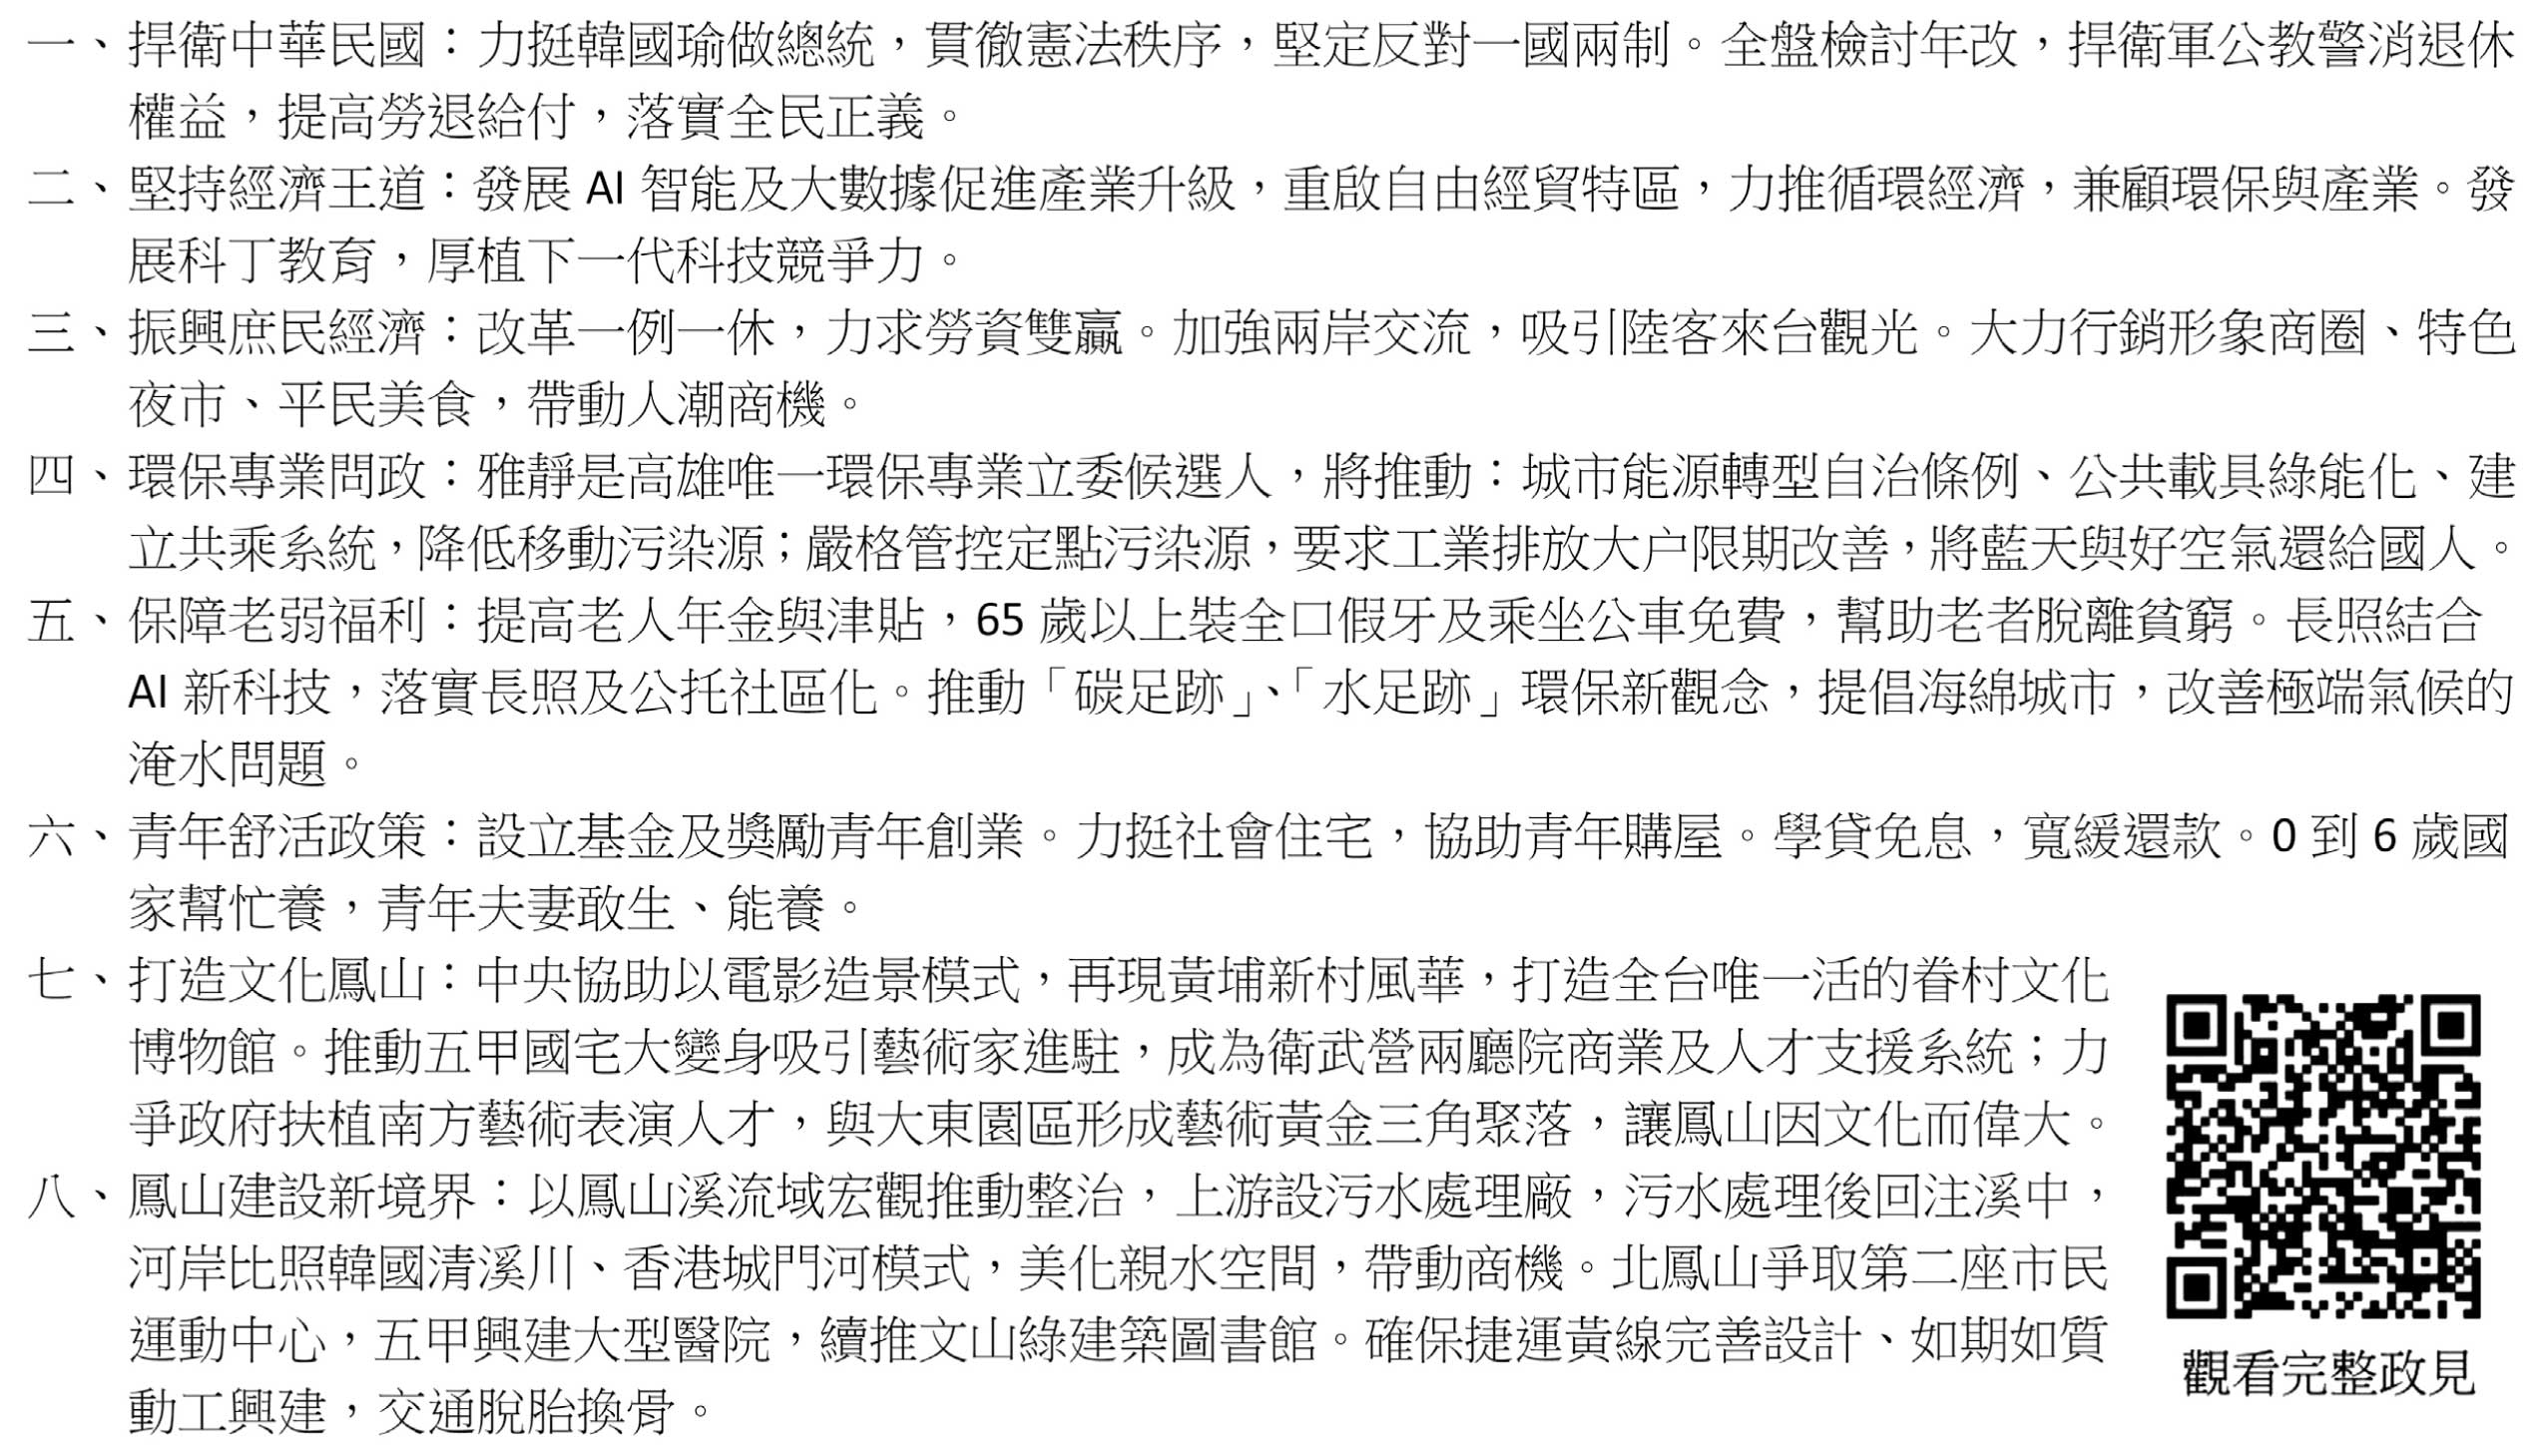 一、捍衛中華民國：力挺韓國瑜做總統，貫徹憲法秩序，堅定反對一國兩制。全盤檢討年改，捍衛軍公教警消退休
權益，提高勞退給付，落實全民正義。
二、堅持經濟王道：發展 AI 智能及大數據促進產業升級，重啟自由經貿特區，力推循環經濟，兼顧環保與產業。發
展科丁教育，厚植下一代科技競爭力。
三、振興庶民經濟：改革一例一休，力求勞資雙贏。加強兩岸交流，吸引陸客來台觀光。大力行銷形象商圈、特色
夜市、平民美食，帶動人潮商機。
四、環保專業問政：雅靜是高雄唯一環保專業立委候選人，將推動：城市能源轉型自治條例、公共載具綠能化、建
立共乘系統，降低移動污染源；嚴格管控定點污染源，要求工業排放大户限期改善，將藍天與好空氣還給國人。
五、保障老弱福利：提高老人年金與津貼，65 歲以上裝全口假牙及乘坐公車免費，幫助老者脫離貧窮。長照結合
AI 新科技，落實長照及公托社區化。推動「碳足跡」、「水足跡」環保新觀念，提倡海綿城市，改善極端氣候的
淹水問題。
六、青年舒活政策：設立基金及獎勵青年創業。力挺社會住宅，協助青年購屋。學貸免息，寬緩還款。0 到 6 歲國
家幫忙養，青年夫妻敢生、能養。
七、打造文化鳳山：中央協助以電影造景模式，再現黃埔新村風華，打造全台唯一活的眷村文化
博物館。推動五甲國宅大變身吸引藝術家進駐，成為衛武營兩廳院商業及人才支援系統；力
爭政府扶植南方藝術表演人才，與大東園區形成藝術黃金三角聚落，讓鳳山因文化而偉大。
八、鳳山建設新境界：以鳳山溪流域宏觀推動整治，上游設污水處理廠，污水處理後回注溪中，
河岸比照韓國清溪川、香港城門河模式，美化親水空間，帶動商機。北鳳山爭取第二座市民
運動中心，五甲興建大型醫院，續推文山綠建築圖書館。確保捷運黃線完善設計、如期如質
動工興建，交通脫胎換骨。
觀看完整政見